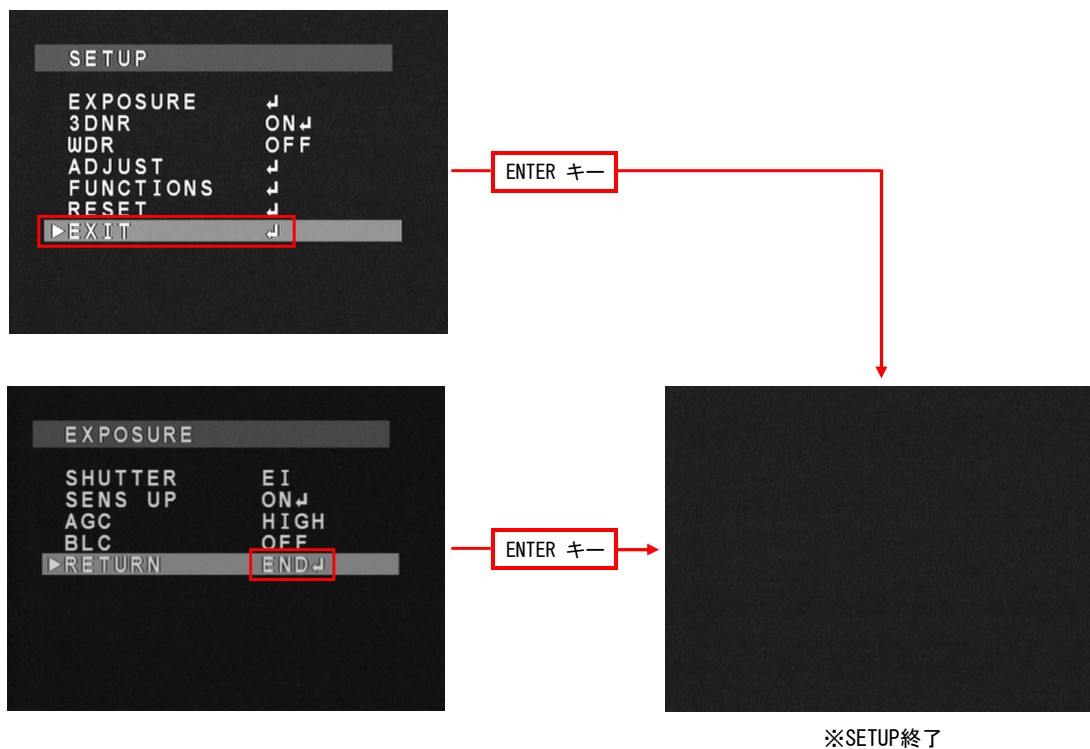 SETUP
EXPOSURE ↲
3DNR ON↲
WDR OFF
ADJUST ↲
FUNCTIONS ↲
RESET ↲
▶EXIT ↲
ENTER キー
EXPOSURE
SHUTTER EI
SENS UP ON↲
AGC HIGH
BLC OFF
▶RETURN END↲
ENTER キー
※SETUP終了